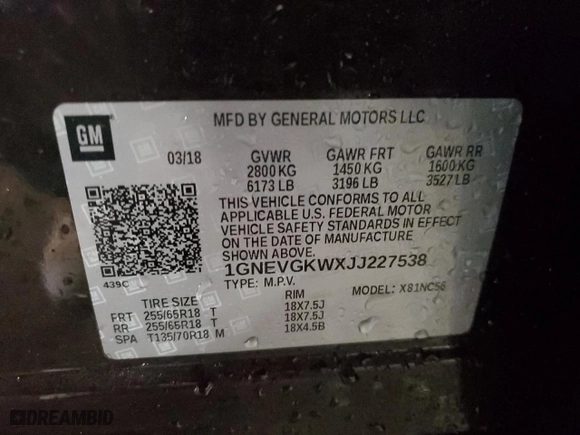 MFD BY GENERAL MOTORS LLC
GM
03/18 GVWR GAWR FRT GAWR RR
2800 KG 1450 KG 1600 KG
6173 LB 3196 LB 3527 LB
THIS VEHICLE CONFORMS TO ALL
APPLICABLE U.S. FEDERAL MOTOR
VEHICLE SAFETY STANDARDS IN EFFECT
ON THE DATE OF MANUFACTURE
SHOWN ABOVE.
1GNEVGKWXJJ227538
439C
TYPE: M.P.V. MODEL: X81NC56
TIRE SIZE RIM
FRT 255/65R18 T 18X7.5J
RR 255/65R18 T 18X7.5J
SPA T135/70R18 M 18X4.5B
DREAMBID